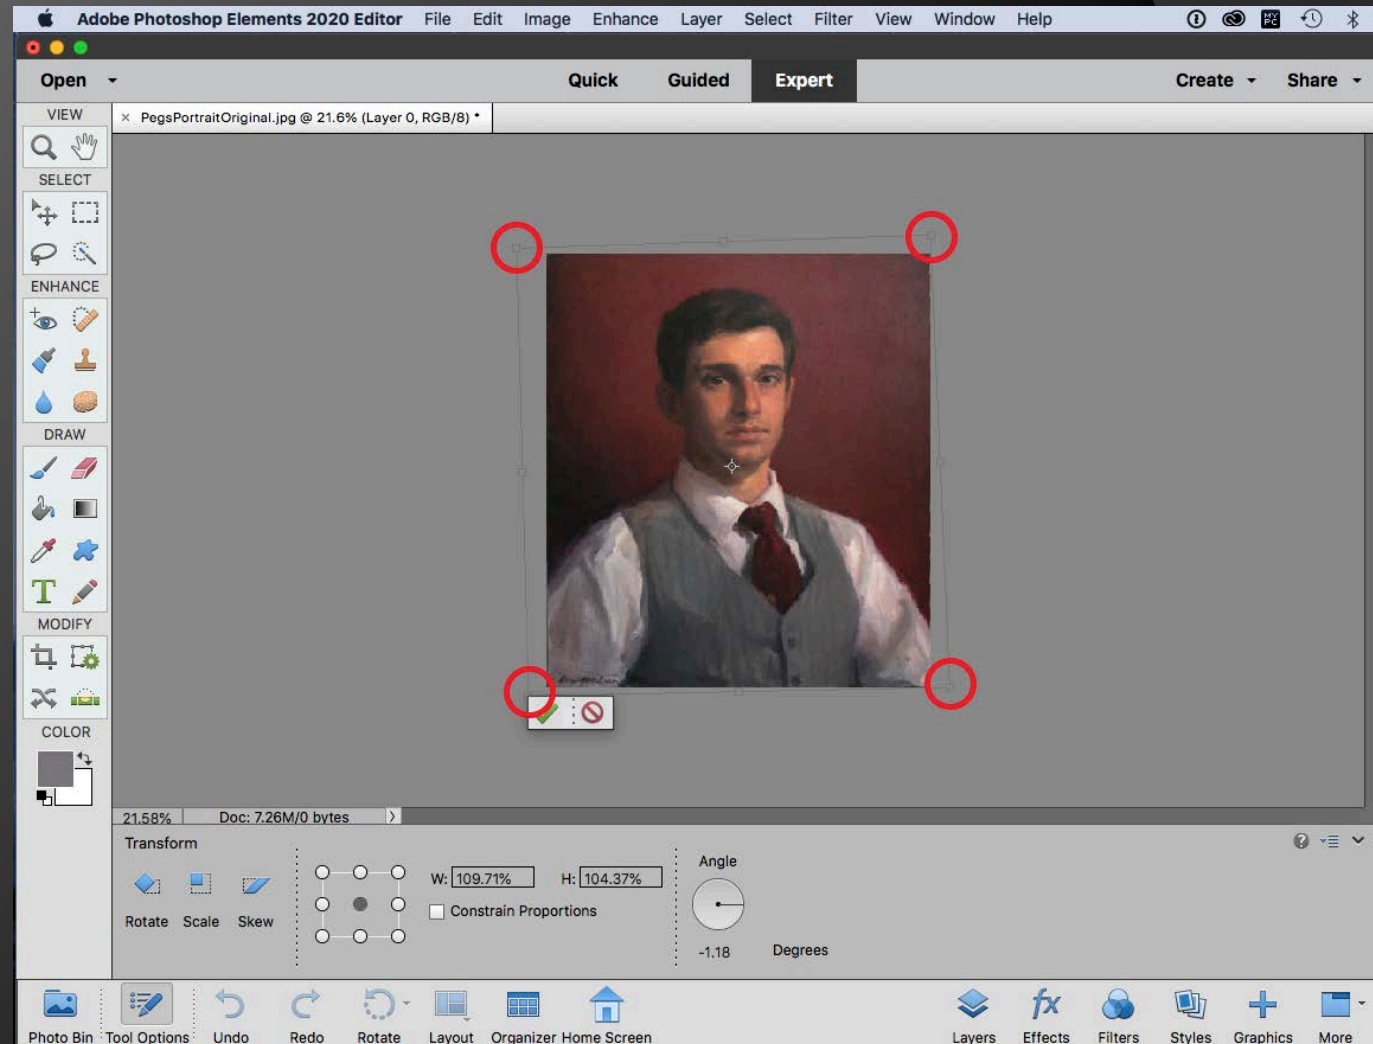 Adobe Photoshop Elements 2020 Editor File Edit Image Enhance Layer Select Filter View Window Help
Open Quick Guided Expert Create Share
VIEW
× PegsPortraitOriginal.jpg @ 21.6% (Layer 0, RGB/8) *
SELECT
ENHANCE
DRAW
T
MODIFY
COLOR
21.58% Doc: 7.26M/0 bytes
Transform
Angle
W: 109.71% H: 104.37%
Constrain Proportions
Rotate Scale Skew
-1.18 Degrees
fx
Photo Bin Tool Options Undo Redo Rotate Layout Organizer Home Screen Layers Effects Filters Styles Graphics More